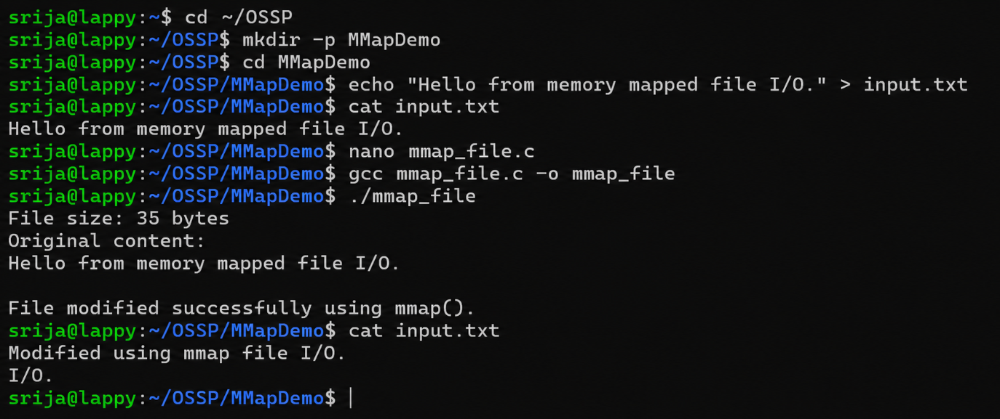 srija@lappy:~$ cd ~/OSSP
srija@lappy:~/OSSP$ mkdir -p MMapDemo
srija@lappy:~/OSSP$ cd MMapDemo
srija@lappy:~/OSSP/MMapDemo$ echo "Hello from memory mapped file I/O." > input.txt
srija@lappy:~/OSSP/MMapDemo$ cat input.txt
Hello from memory mapped file I/O.
srija@lappy:~/OSSP/MMapDemo$ nano mmap_file.c
srija@lappy:~/OSSP/MMapDemo$ gcc mmap_file.c -o mmap_file
srija@lappy:~/OSSP/MMapDemo$ ./mmap_file
File size: 35 bytes
Original content:
Hello from memory mapped file I/O.

File modified successfully using mmap().
srija@lappy:~/OSSP/MMapDemo$ cat input.txt
Modified using mmap file I/O.
I/O.
srija@lappy:~/OSSP/MMapDemo$